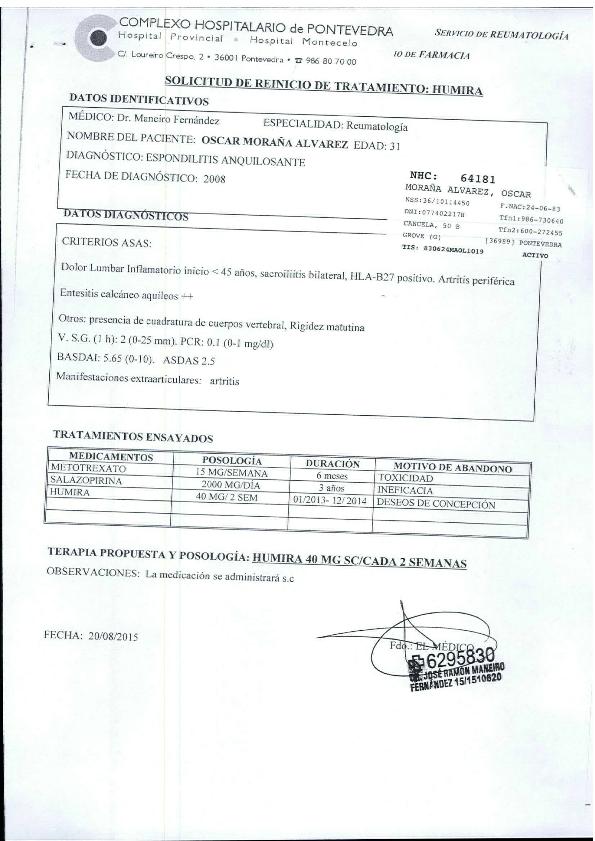 COMPLEXO HOSPITALARIO de PONTEVEDRA
Hospital Provincial • Hospital Montecelo
C/. Loureiro Crespo, 2 • 36001 Pontevedra • ☎ 986 80 70 00
SERVICIO DE REUMATOLOGÍA
IO DE FARMACIA
SOLICITUD DE REINICIO DE TRATAMIENTO: HUMIRA
DATOS IDENTIFICATIVOS
MÉDICO: Dr. Maneiro Fernández ESPECIALIDAD: Reumatología
NOMBRE DEL PACIENTE: OSCAR MORAÑA ALVAREZ EDAD: 31
DIAGNÓSTICO: ESPONDILITIS ANQUILOSANTE
FECHA DE DIAGNÓSTICO: 2008
NHC: 64181
MORAÑA ALVAREZ, OSCAR
NSS:36/10114450 F.NAC:24-06-83
DNI:077402217H Tfn1:986-730640
CANCELA, 50 B Tfn2:600-272455
GROVE (O) [36989] PONTEVEDRA
TIS: 830624MAOL1019 ACTIVO
DATOS DIAGNÓSTICOS
CRITERIOS ASAS:
Dolor Lumbar Inflamatorio inicio < 45 años, sacroiliitis bilateral, HLA-B27 positivo. Artritis periférica
Entesitis calcáneo aquíleos ++
Otros: presencia de cuadratura de cuerpos vertebral, Rigidez matutina
V. S.G. (1 h): 2 (0-25 mm). PCR: 0.1 (0-1 mg/dl)
BASDAI: 5.65 (0-10). ASDAS 2.5
Manifestaciones extraarticulares: artritis
TRATAMIENTOS ENSAYADOS
MEDICAMENTOS POSOLOGÍA DURACIÓN MOTIVO DE ABANDONO
METOTREXATO 15 MG/SEMANA 6 meses TOXICIDAD
SALAZOPIRINA 2000 MG/DÍA 3 años INEFICACIA
HUMIRA 40 MG/ 2 SEM 01/2013- 12/ 2014 DESEOS DE CONCEPCIÓN
TERAPIA PROPUESTA Y POSOLOGÍA: HUMIRA 40 MG SC/CADA 2 SEMANAS
OBSERVACIONES: La medicación se administrará s.c
FECHA: 20/08/2015
Fdo.: EL MÉDICO
6295830
DR. JOSÉ RAMÓN MANEIRO
FERNÁNDEZ 15/1510620